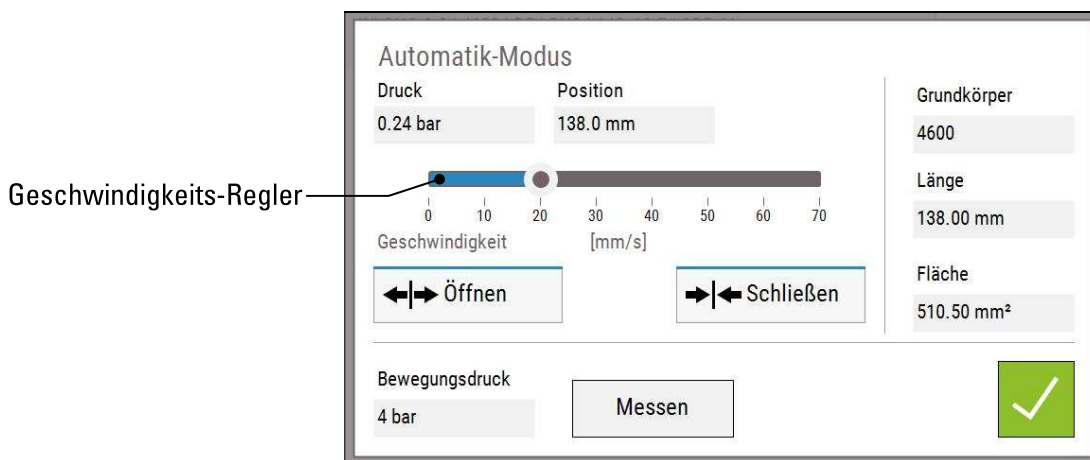 Automatik-Modus
Druck Position
0.24 bar 138.0 mm
Geschwindigkeits-Regler
0 10 20 30 40 50 60 70
Geschwindigkeit [mm/s]
Öffnen Schließen
Grundkörper
4600
Länge
138.00 mm
Fläche
510.50 mm²
Bewegungsdruck
4 bar
Messen